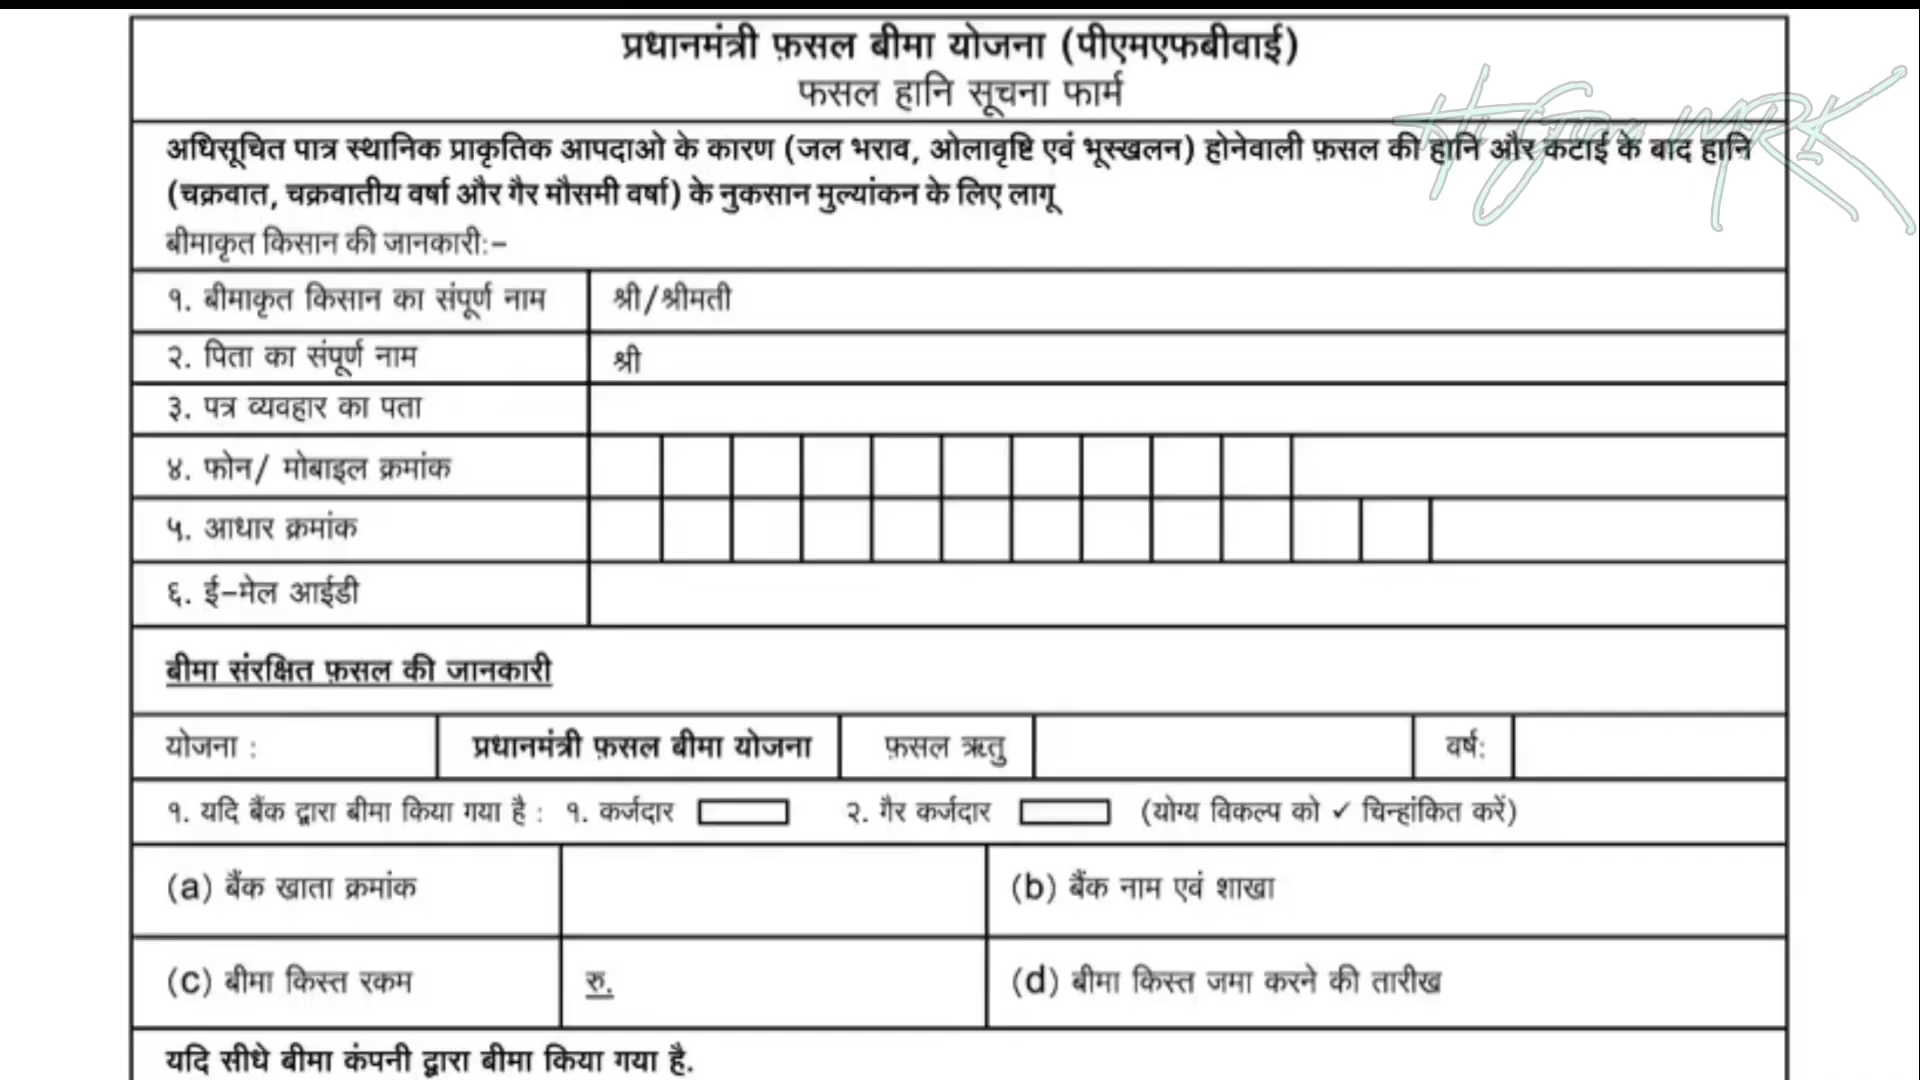 प्रधानमंत्री फ़सल बीमा योजना (पीएमएफबीवाई)
फसल हानि सूचना फार्म
अधिसूचित पात्र स्थानिक प्राकृतिक आपदाओ के कारण (जल भराव, ओलावृष्टि एवं भूस्खलन) होनेवाली फ़सल की हानि और कटाई के बाद हानि
(चक्रवात, चक्रवातीय वर्षा और गैर मौसमी वर्षा) के नुकसान मुल्यांकन के लिए लागू
बीमाकृत किसान की जानकारी:–
१. बीमाकृत किसान का संपूर्ण नाम श्री/श्रीमती
२. पिता का संपूर्ण नाम श्री
३. पत्र व्यवहार का पता
४. फोन/ मोबाइल क्रमांक
५. आधार क्रमांक
६. ई–मेल आईडी
बीमा संरक्षित फ़सल की जानकारी
योजना : प्रधानमंत्री फ़सल बीमा योजना फ़सल ऋतु वर्ष:
१. यदि बैंक द्वारा बीमा किया गया है : १. कर्जदार २. गैर कर्जदार (योग्य विकल्प को ✓ चिन्हांकित करें)
(a) बैंक खाता क्रमांक (b) बैंक नाम एवं शाखा
(c) बीमा किस्त रकम रु. (d) बीमा किस्त जमा करने की तारीख
यदि सीधे बीमा कंपनी द्वारा बीमा किया गया है.